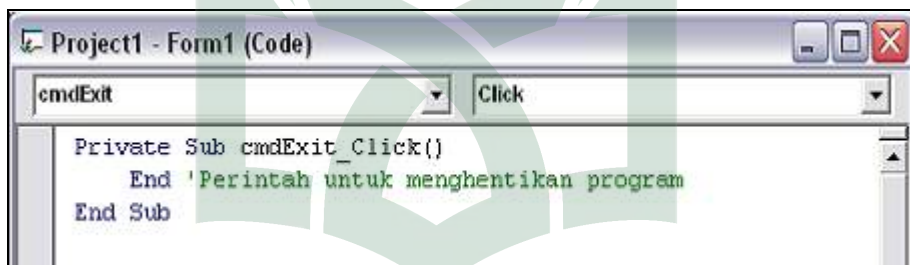 Project1 - Form1 (Code)
cmdExit Click
Private Sub cmdExit_Click()
End 'Perintah untuk menghentikan program
End Sub